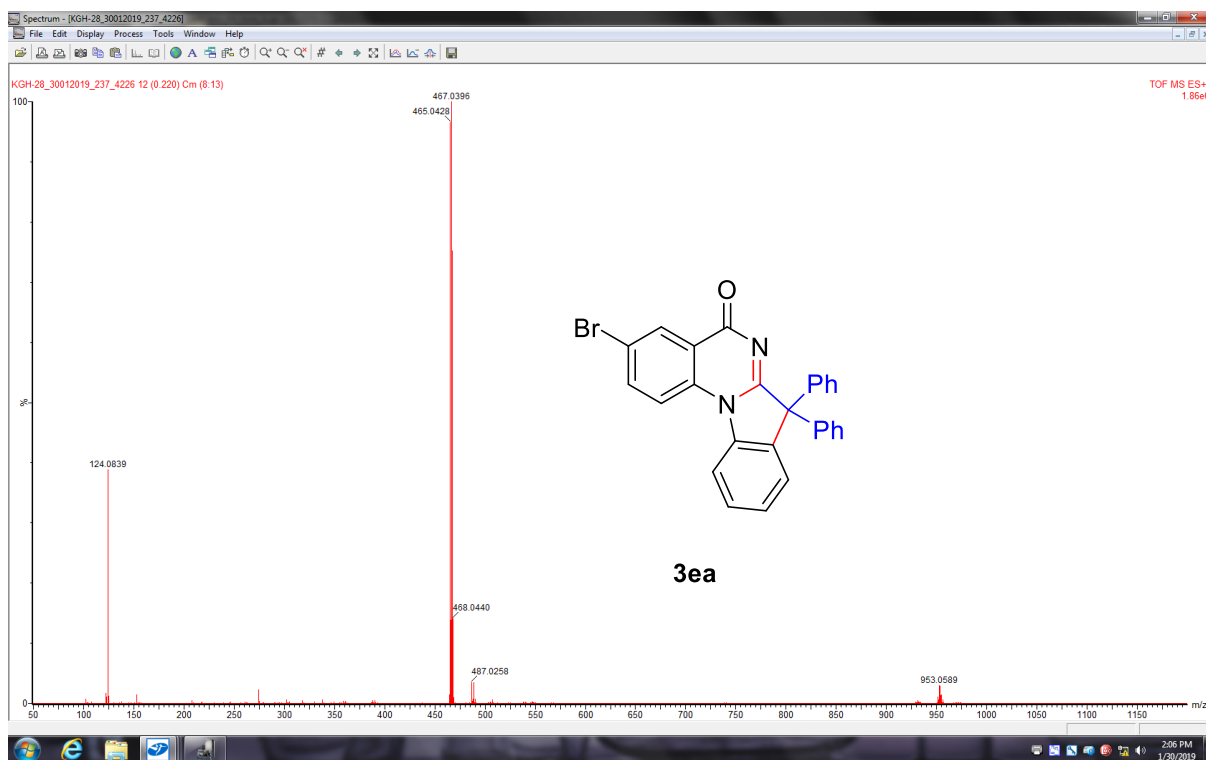 Spectrum - [KGH-28_30012019_237_4226]
File Edit Display Process Tools Window Help
KGH-28_30012019_237_4226 12 (0.220) Cm (8:13)
TOF MS ES+
1.86e
100
467.0396
465.0428
O
Br
N
Ph
N
Ph
%
124.0839
3ea
468.0440
487.0258
953.0589
0
50 100 150 200 250 300 350 400 450 500 550 600 650 700 750 800 850 900 950 1000 1050 1100 1150
m/z
2:06 PM
1/30/2019